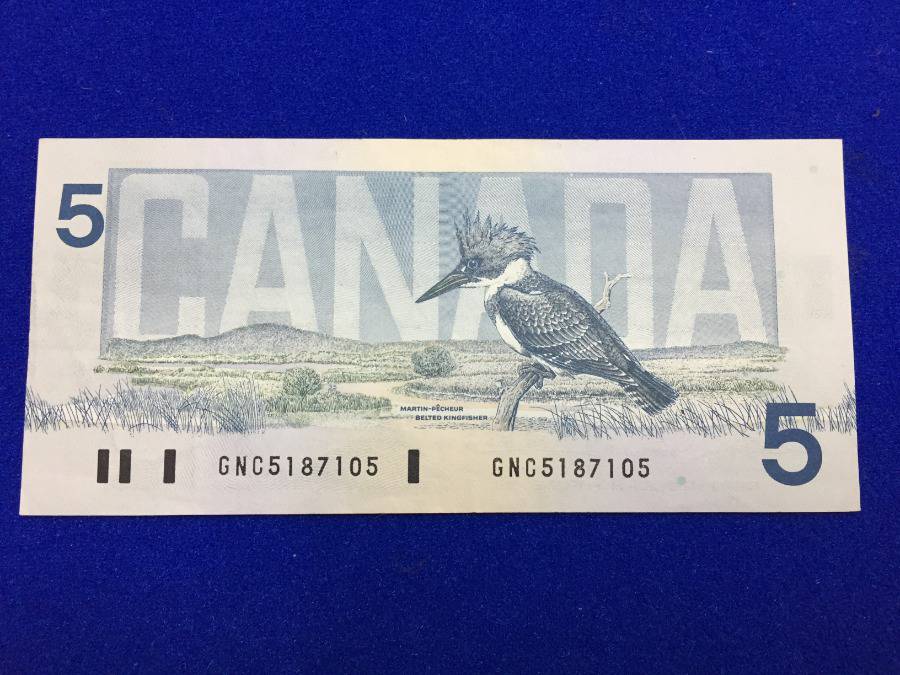 5
CANADA
MARTIN-PÊCHEUR
BELTED KINGFISHER
GNC5187105
GNC5187105
5